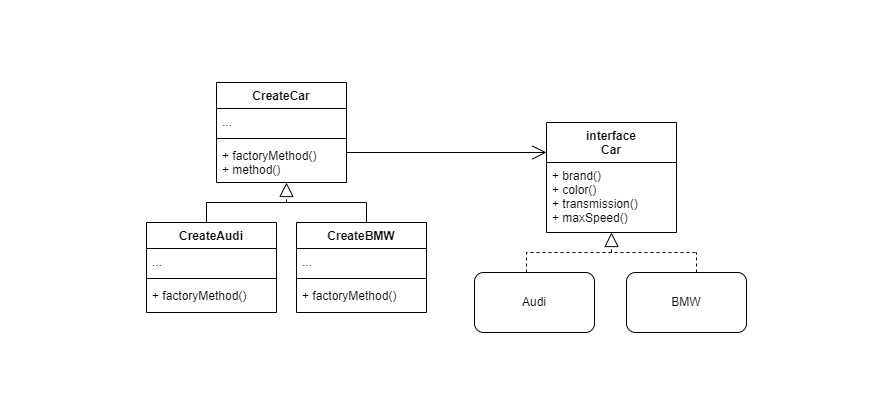 CreateCar
...
+ factoryMethod()
+ method()
interface
Car
+ brand()
+ color()
+ transmission()
+ maxSpeed()
CreateAudi
...
+ factoryMethod()
CreateBMW
...
+ factoryMethod()
Audi
BMW